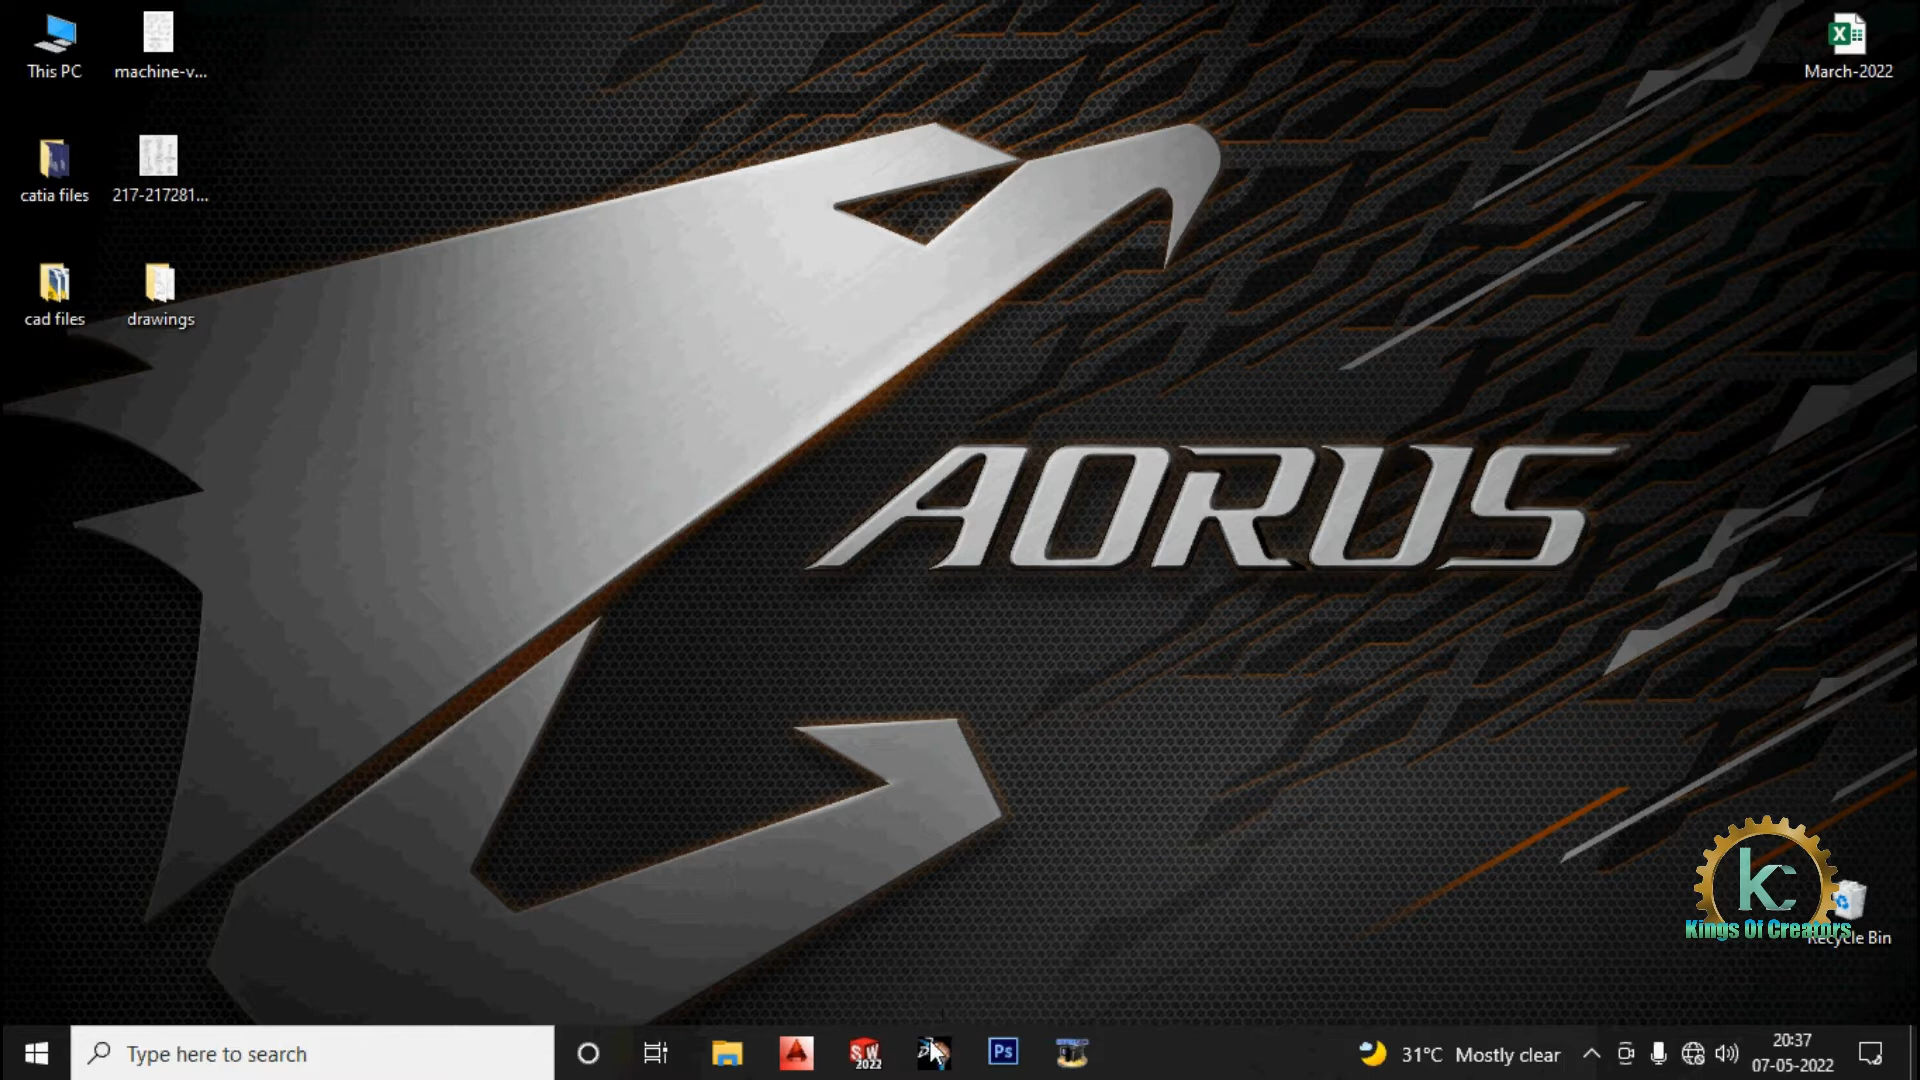 This PC
machine-v...
March-2022
catia files
217-217281...
cad files
drawings
AORUS
kc
Kings Of Creators
Recycle Bin
Type here to search
SW
2022
Ps
31°C Mostly clear
20:37
07-05-2022